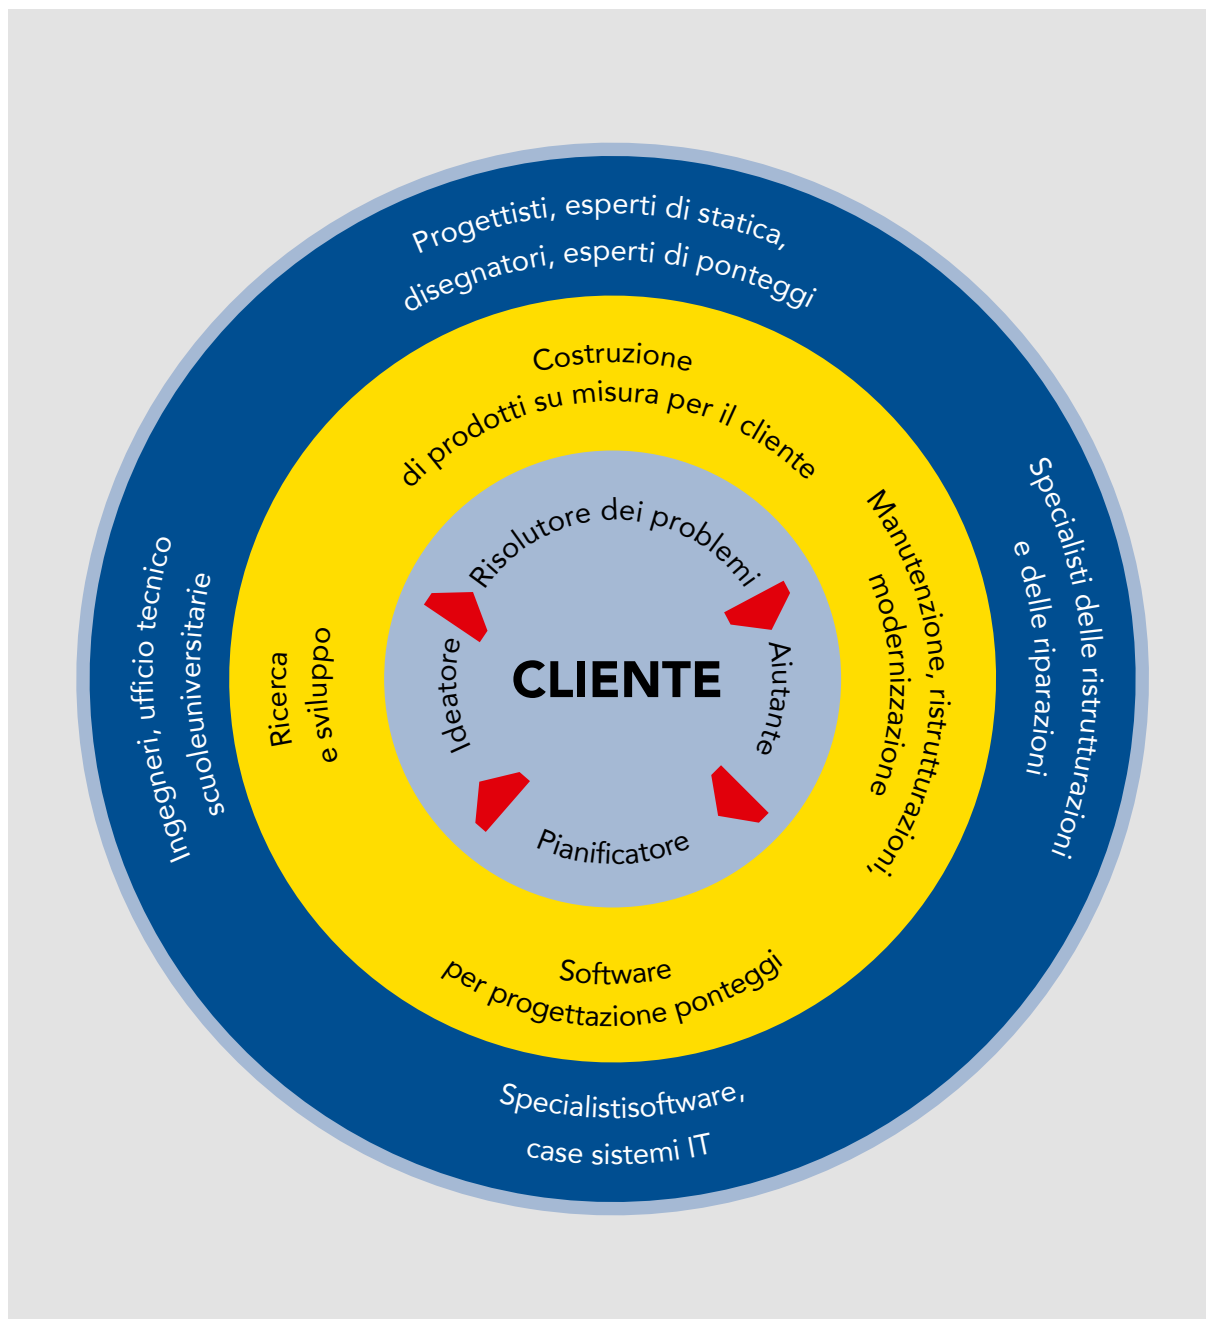 Progettisti, esperti di statica,
disegnatori, esperti di ponteggi
Costruzione
di prodotti su misura per il cliente
Risolutore dei problemi
Ingegneri, ufficio tecnico
scuoleuniversitarie
Ricerca
e sviluppo
Ideatore
CLIENTE
Aiutante
Manutenzione, ristrutturazioni,
modernizzazione
Specialisti delle ristrutturazioni
e delle riparazioni
Pianificatore
Software
per progettazione ponteggi
Specialistisoftware,
case sistemi IT